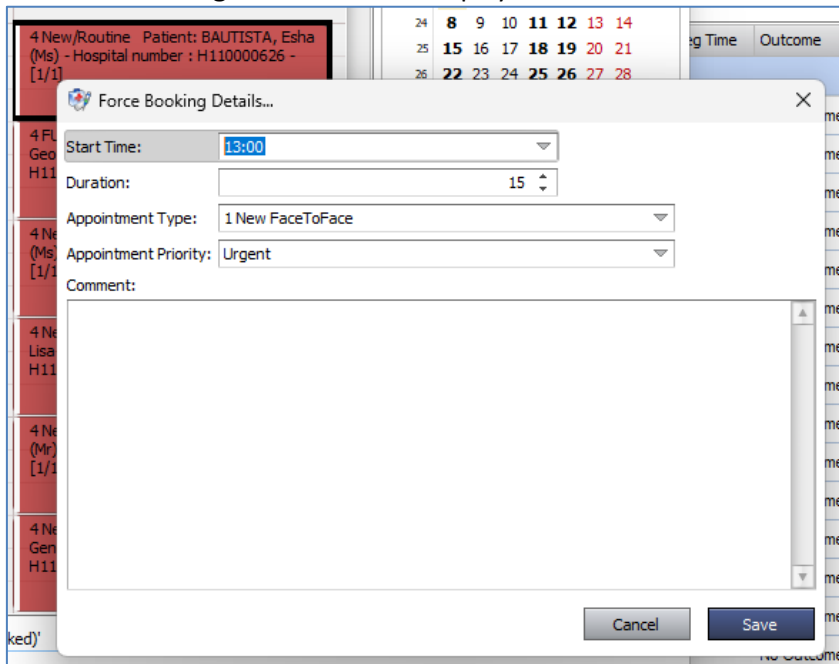 4 New/Routine Patient: BAUTISTA, Esha
(Ms) - Hospital number : H110000626 -
[1/1]
24 8 9 10 11 12 13 14
25 15 16 17 18 19 20 21
26 22 23 24 25 26 27 28
Time Outcome
Force Booking Details...
Start Time: 13:00
Duration: 15
Appointment Type: 1 New FaceToFace
Appointment Priority: Urgent
Comment:
4 FU
Geo
H11
4 Ne
(Ms)
[1/1
4 Ne
Lisa
H11
4 Ne
(Mr)
[1/1
4 Ne
Gen
H11
Cancel Save
ked)'